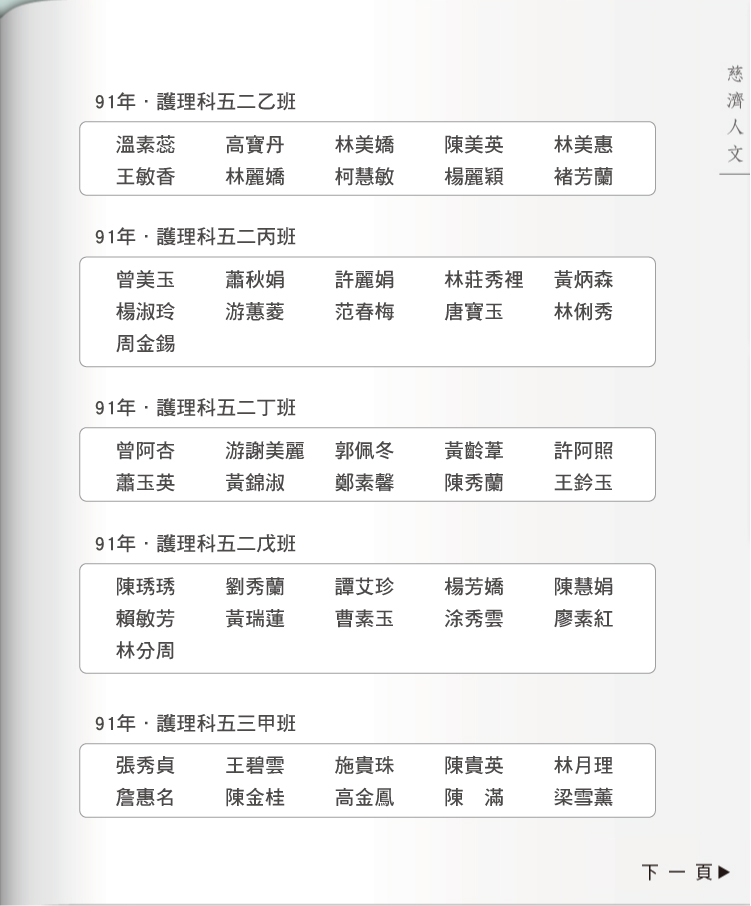 慈濟人文
91年．護理科五二乙班
溫素蕊 高寶丹 林美嬌 陳美英 林美惠
王敏香 林麗嬌 柯慧敏 楊麗穎 褚芳蘭
91年．護理科五二丙班
曾美玉 蕭秋娟 許麗娟 林莊秀裡 黃炳森
楊淑玲 游蕙菱 范春梅 唐寶玉 林俐秀
周金錫
91年．護理科五二丁班
曾阿杏 游謝美麗 郭佩冬 黃齡葦 許阿照
蕭玉英 黃錦淑 鄭素馨 陳秀蘭 王鈴玉
91年．護理科五二戊班
陳琇琇 劉秀蘭 譚艾珍 楊芳嬌 陳慧娟
賴敏芳 黃瑞蓮 曹素玉 涂秀雲 廖素紅
林分周
91年．護理科五三甲班
張秀貞 王碧雲 施貴珠 陳貴英 林月理
詹惠名 陳金桂 高金鳳 陳　滿 梁雪薰
下一頁▶